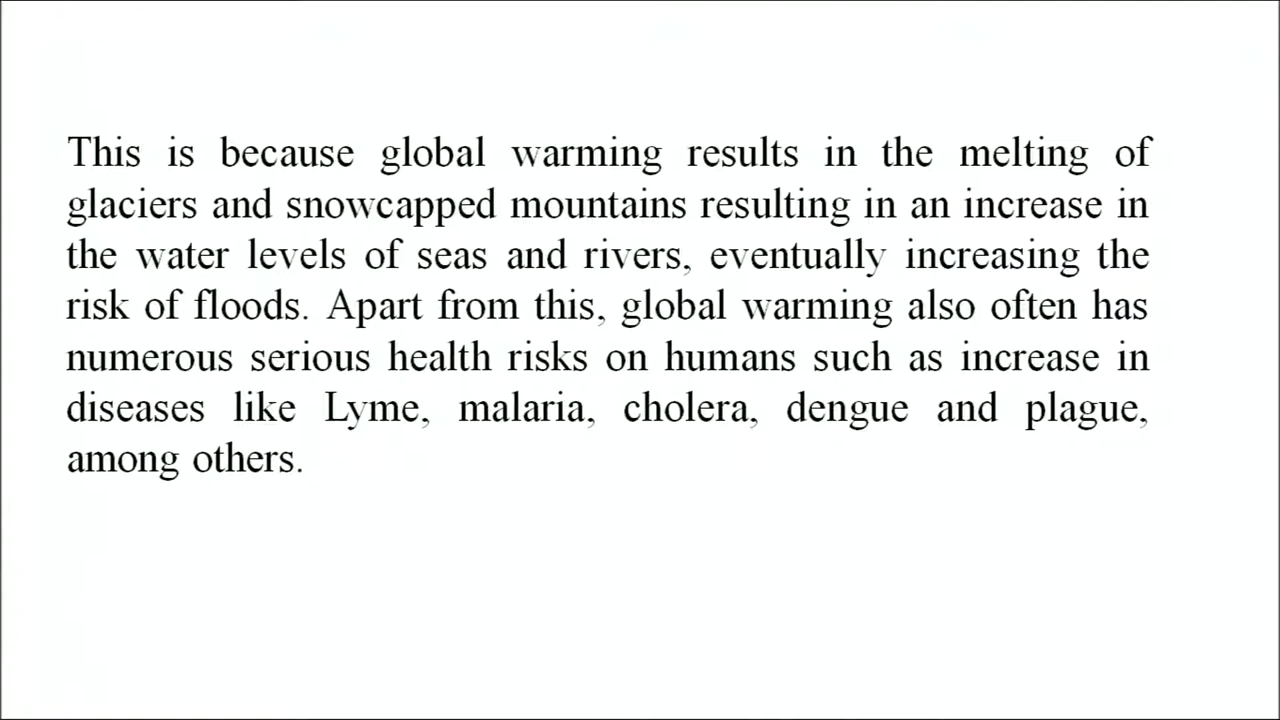 This is because global warming results in the melting of
glaciers and snowcapped mountains resulting in an increase in
the water levels of seas and rivers, eventually increasing the
risk of floods. Apart from this, global warming also often has
numerous serious health risks on humans such as increase in
diseases like Lyme, malaria, cholera, dengue and plague,
among others.